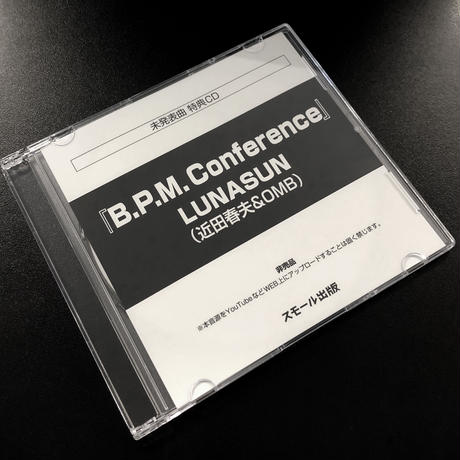 未発表曲 特典CD
『B.P.M. Conference』
LUNASUN
(近田春夫&OMB)
非売品
※本音源をYouTubeなどWEB上にアップロードすることは固く禁じます。
スモール出版